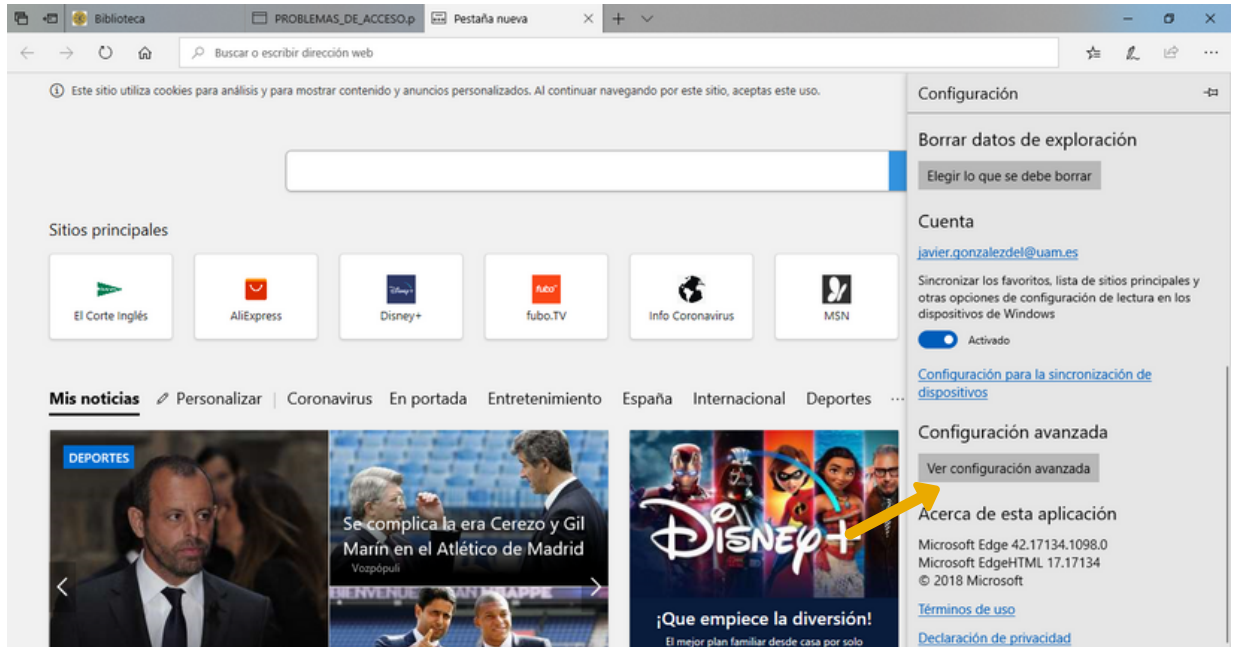 Biblioteca
PROBLEMAS_DE_ACCESO.p
Pestaña nueva
Buscar o escribir dirección web
Este sitio utiliza cookies para análisis y para mostrar contenido y anuncios personalizados. Al continuar navegando por este sitio, aceptas este uso.
Sitios principales
Disney+
fubo
El Corte Inglés
AliExpress
Disney+
fubo.TV
Info Coronavirus
MSN
Mis noticias
Personalizar
Coronavirus
En portada
Entretenimiento
España
Internacional
Deportes
...
DEPORTES
Se complica la era Cerezo y Gil
Marín en el Atlético de Madrid
Vozpópuli
BIENVENUE
MBAPPE
DISNEY+
¡Que empiece la diversión!
El mejor plan familiar desde casa por solo
Configuración
Borrar datos de exploración
Elegir lo que se debe borrar
Cuenta
javier.gonzalezdel@uam.es
Sincronizar los favoritos, lista de sitios principales y
otras opciones de configuración de lectura en los
dispositivos de Windows
Activado
Configuración para la sincronización de
dispositivos
Configuración avanzada
Ver configuración avanzada
Acerca de esta aplicación
Microsoft Edge 42.17134.1098.0
Microsoft EdgeHTML 17.17134
© 2018 Microsoft
Términos de uso
Declaración de privacidad